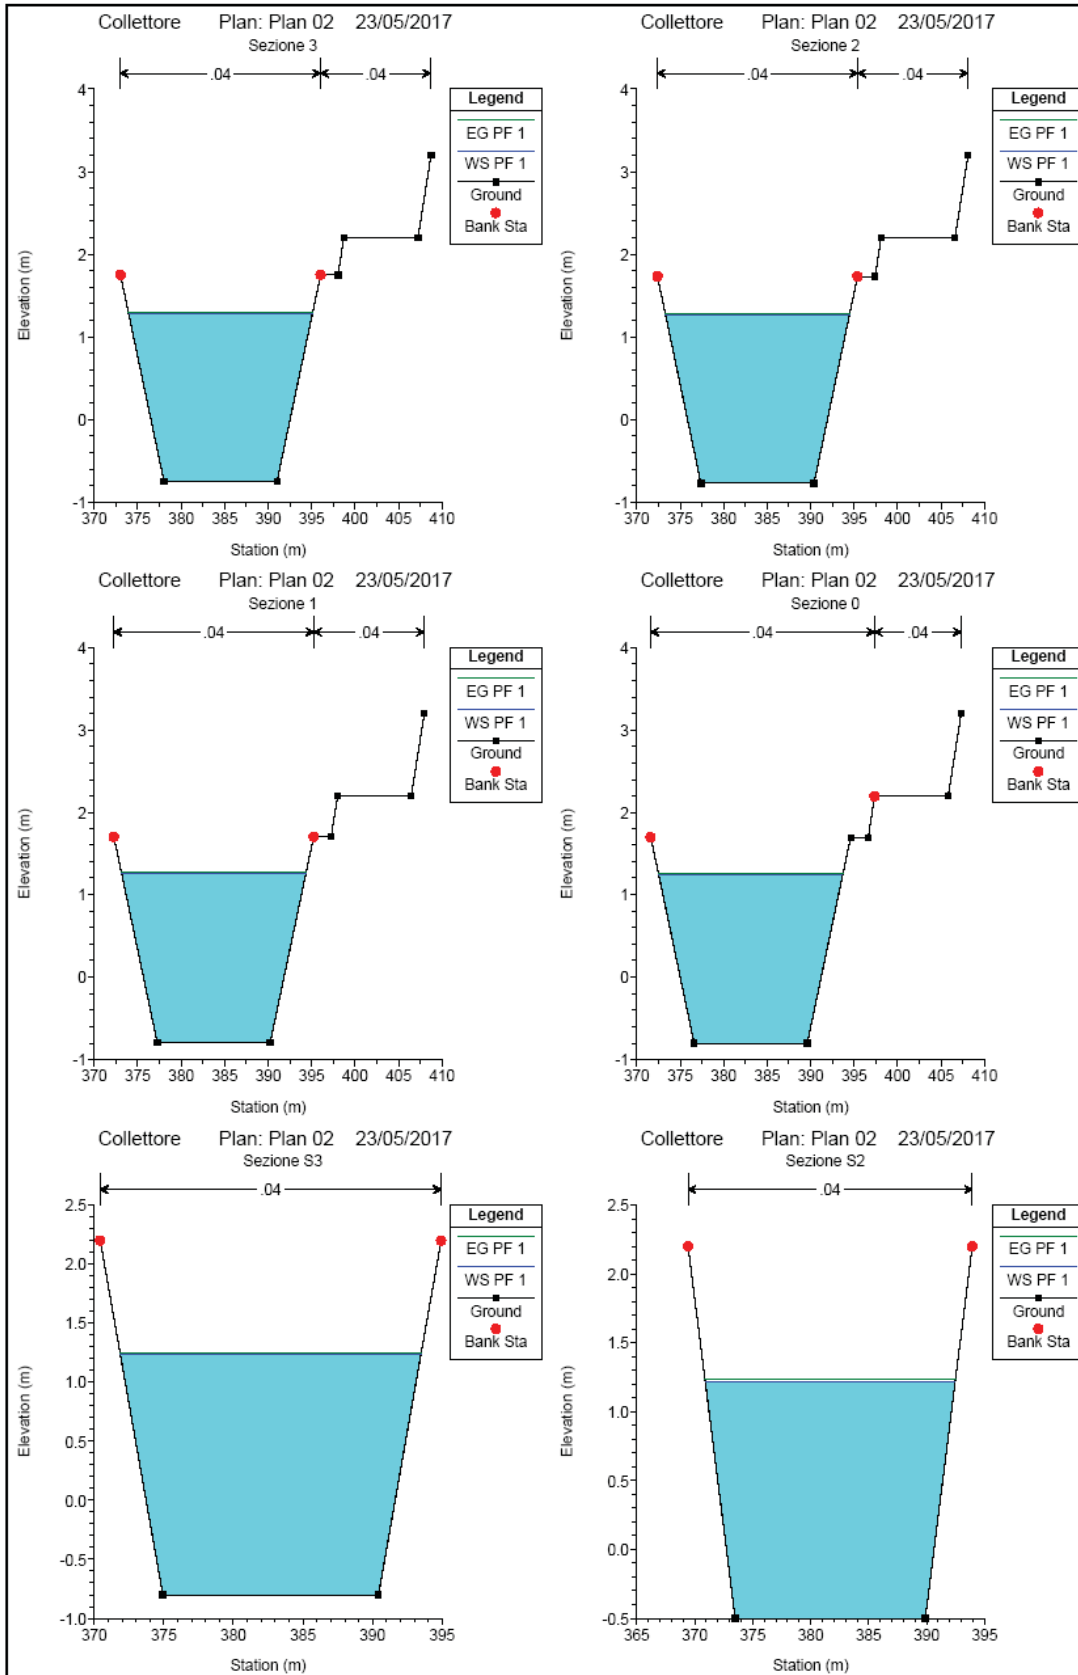 Collettore Plan: Plan 02 23/05/2017
Sezione 3
.04 .04
Legend
EG PF 1
WS PF 1
Ground
Bank Sta
Elevation (m)
4
3
2
1
0
-1
370 375 380 385 390 395 400 405 410
Station (m)
Collettore Plan: Plan 02 23/05/2017
Sezione 2
.04 .04
Legend
EG PF 1
WS PF 1
Ground
Bank Sta
Elevation (m)
4
3
2
1
0
-1
370 375 380 385 390 395 400 405 410
Station (m)
Collettore Plan: Plan 02 23/05/2017
Sezione 1
.04 .04
Legend
EG PF 1
WS PF 1
Ground
Bank Sta
Elevation (m)
4
3
2
1
0
-1
370 375 380 385 390 395 400 405 410
Station (m)
Collettore Plan: Plan 02 23/05/2017
Sezione 0
.04 .04
Legend
EG PF 1
WS PF 1
Ground
Bank Sta
Elevation (m)
4
3
2
1
0
-1
370 375 380 385 390 395 400 405 410
Station (m)
Collettore Plan: Plan 02 23/05/2017
Sezione S3
.04
Legend
EG PF 1
WS PF 1
Ground
Bank Sta
Elevation (m)
2.5
2.0
1.5
1.0
0.5
0.0
-0.5
-1.0
370 375 380 385 390 395
Station (m)
Collettore Plan: Plan 02 23/05/2017
Sezione S2
.04
Legend
EG PF 1
WS PF 1
Ground
Bank Sta
Elevation (m)
2.5
2.0
1.5
1.0
0.5
0.0
-0.5
365 370 375 380 385 390 395
Station (m)